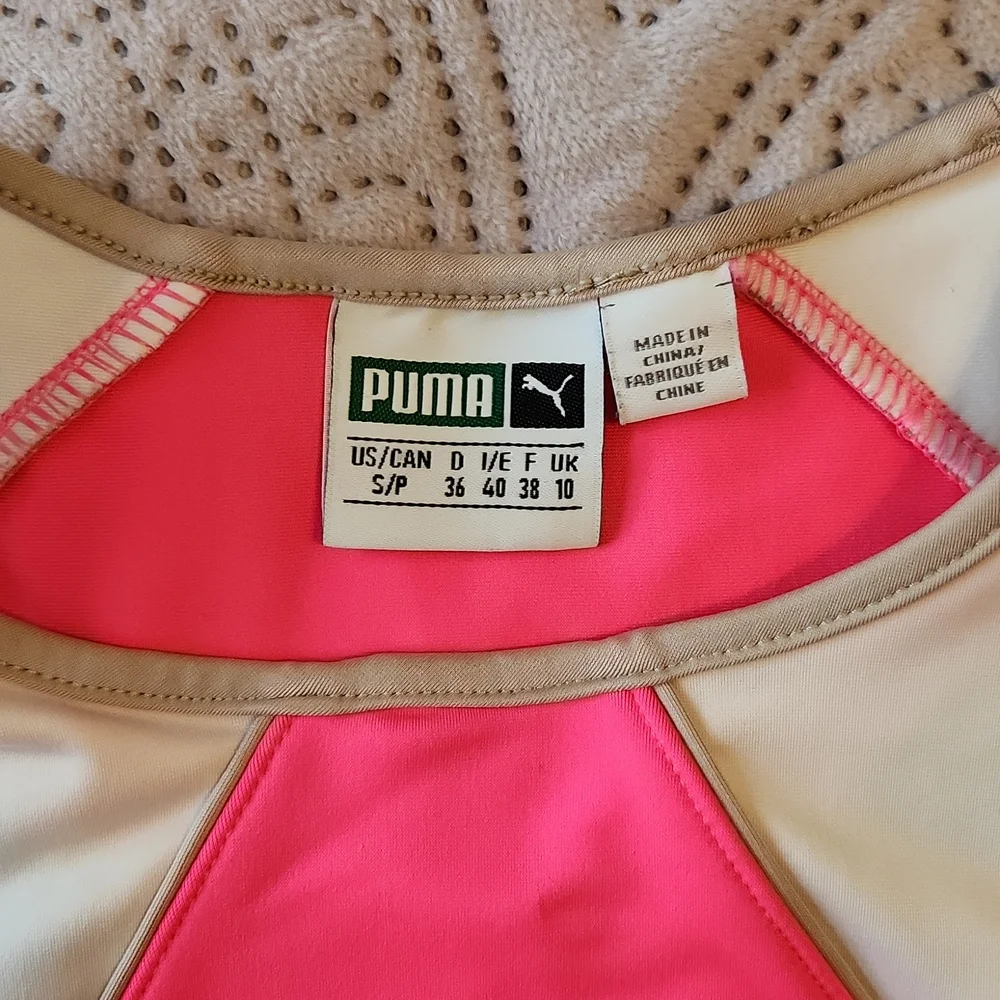 PUMA
US/CAN D I/E F UK
S/P 36 40 38 10
MADE IN
CHINA/
FABRIQUÉ EN
CHINE